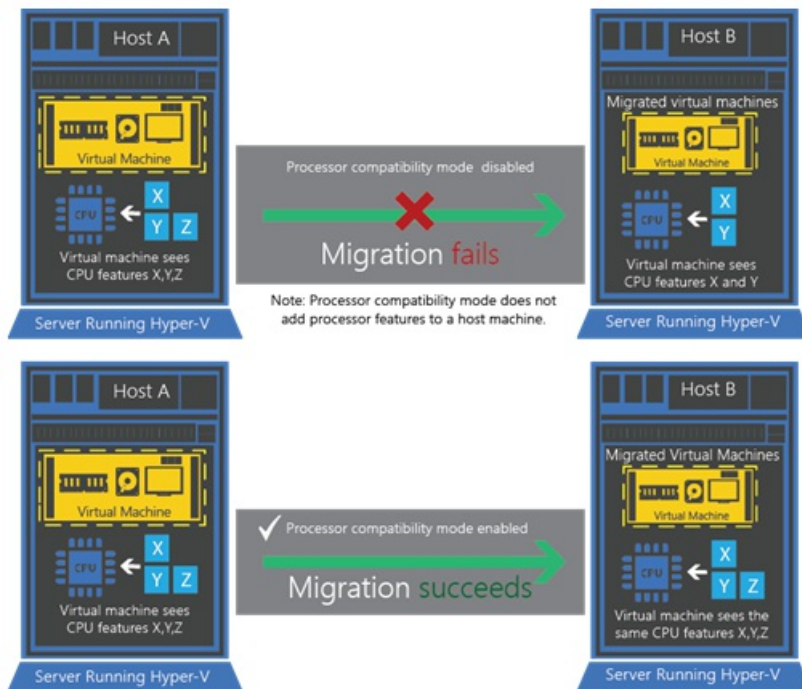 Host A
Virtual Machine
CPU
X
Y Z
Virtual machine sees
CPU features X,Y,Z
Server Running Hyper-V
Processor compatibility mode disabled
Migration fails
Note: Processor compatibility mode does not
add processor features to a host machine.
Host B
Migrated virtual machines
Virtual Machine
CPU
X
Y
Virtual machine sees
CPU features X and Y
Server Running Hyper-V
Host A
Virtual Machine
CPU
X
Y Z
Virtual machine sees
CPU features X,Y,Z
Server Running Hyper-V
Processor compatibility mode enabled
Migration succeeds
Host B
Migrated Virtual Machines
Virtual Machine
CPU
X
Y Z
Virtual machine sees the
same CPU features X,Y,Z
Server Running Hyper-V